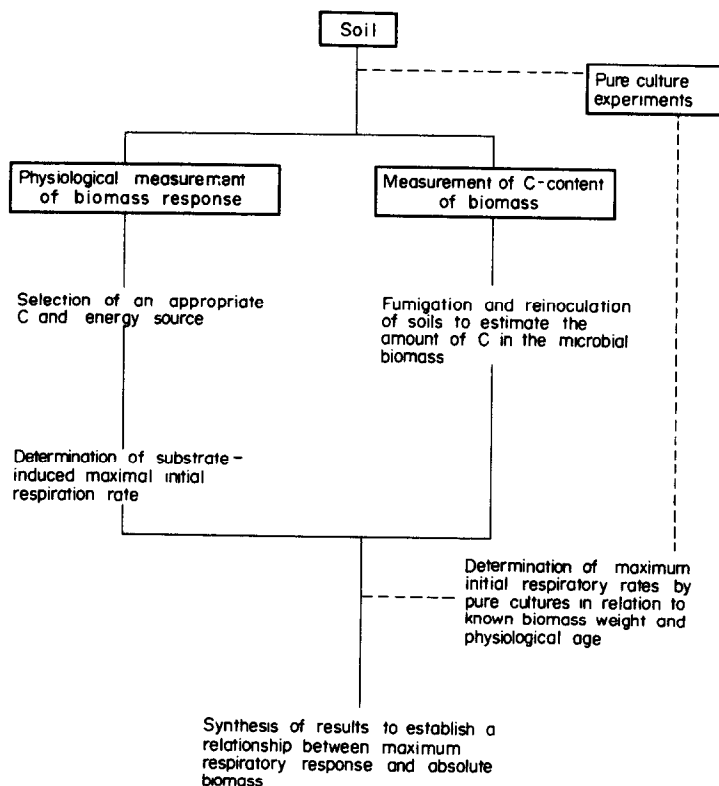 Soil
Pure culture
experiments
Physiological measurement
of biomass response
Measurement of C-content
of biomass
Selection of an appropriate
C and energy source
Fumigation and reinoculation
of soils to estimate the
amount of C in the microbial
biomass
Determination of substrate-
induced maximal initial
respiration rate
Determination of maximum
initial respiratory rates by
pure cultures in relation to
known biomass weight and
physiological age
Synthesis of results to establish a
relationship between maximum
respiratory response and absolute
biomass